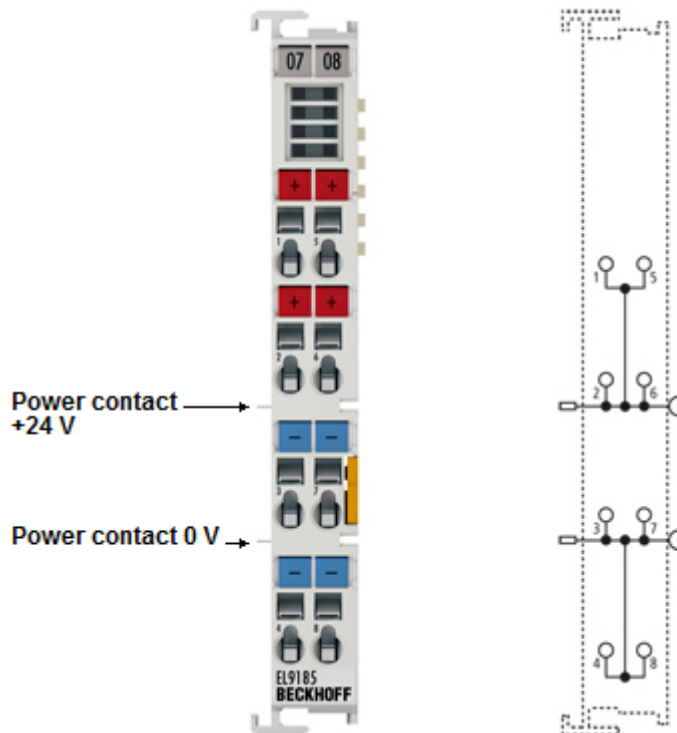 07 08
+ +
1 5
+ +
2 6
Power contact
+24 V
− −
3 7
Power contact 0 V
− −
4 8
EL9185
BECKHOFF
1 5
2 6
3 7
4 8